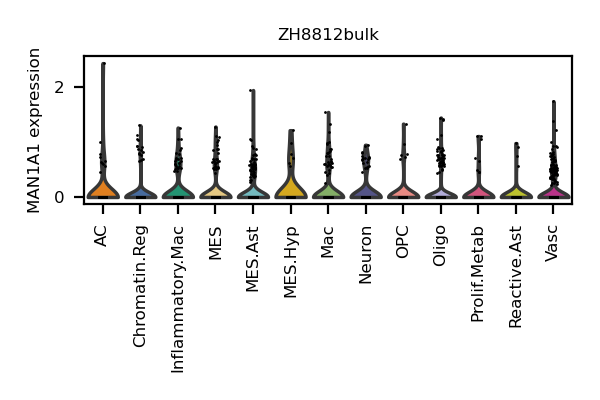 ZH8812bulk
MAN1A1 expression
2
0
AC
Chromatin.Reg
Inflammatory.Mac
MES
MES.Ast
MES.Hyp
Mac
Neuron
OPC
Oligo
Prolif.Metab
Reactive.Ast
Vasc